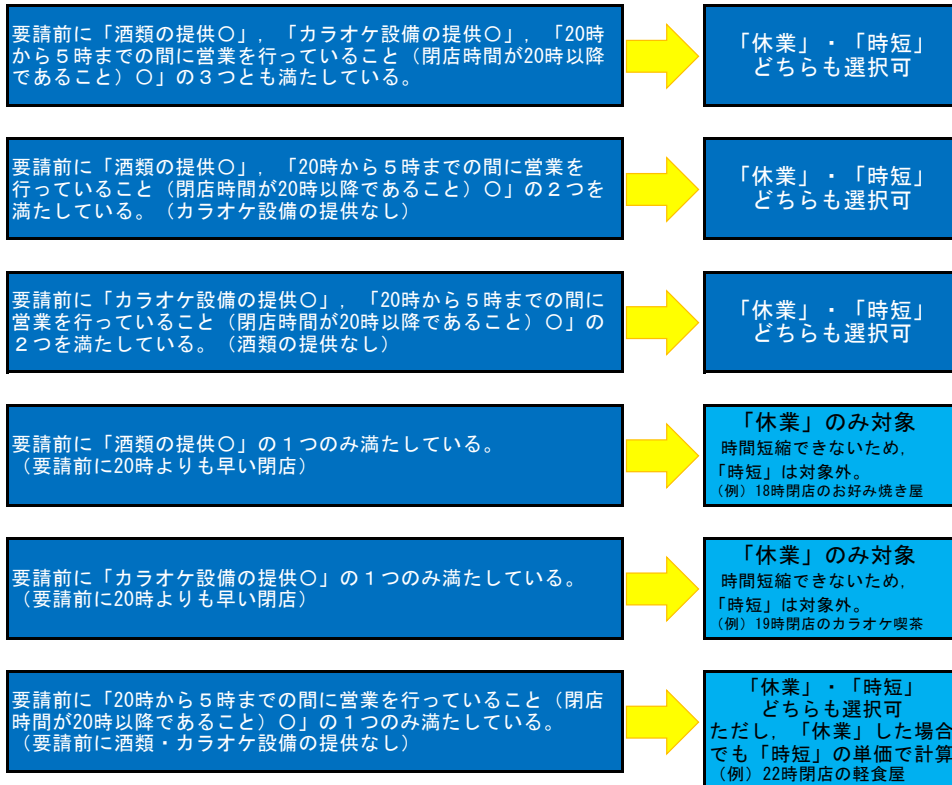 要請前に「酒類の提供〇」，「カラオケ設備の提供〇」，「20時
から５時までの間に営業を行っていること（閉店時間が20時以降
であること）〇」の３つとも満たしている。
「休業」・「時短」
どちらも選択可
要請前に「酒類の提供〇」，「20時から５時までの間に営業を
行っていること（閉店時間が20時以降であること）〇」の２つを
満たしている。（カラオケ設備の提供なし）
「休業」・「時短」
どちらも選択可
要請前に「カラオケ設備の提供〇」，「20時から５時までの間に
営業を行っていること（閉店時間が20時以降であること）〇」の
２つを満たしている。（酒類の提供なし）
「休業」・「時短」
どちらも選択可
要請前に「酒類の提供〇」の１つのみ満たしている。
（要請前に20時よりも早い閉店）
「休業」のみ対象
時間短縮できないため，
「時短」は対象外。
（例）18時閉店のお好み焼き屋
要請前に「カラオケ設備の提供〇」の１つのみ満たしている。
（要請前に20時よりも早い閉店）
「休業」のみ対象
時間短縮できないため，
「時短」は対象外。
（例）19時閉店のカラオケ喫茶
要請前に「20時から５時までの間に営業を行っていること（閉店
時間が20時以降であること）〇」の１つのみ満たしている。
（要請前に酒類・カラオケ設備の提供なし）
「休業」・「時短」
どちらも選択可
ただし，「休業」した場合
でも「時短」の単価で計算
（例）22時閉店の軽食屋